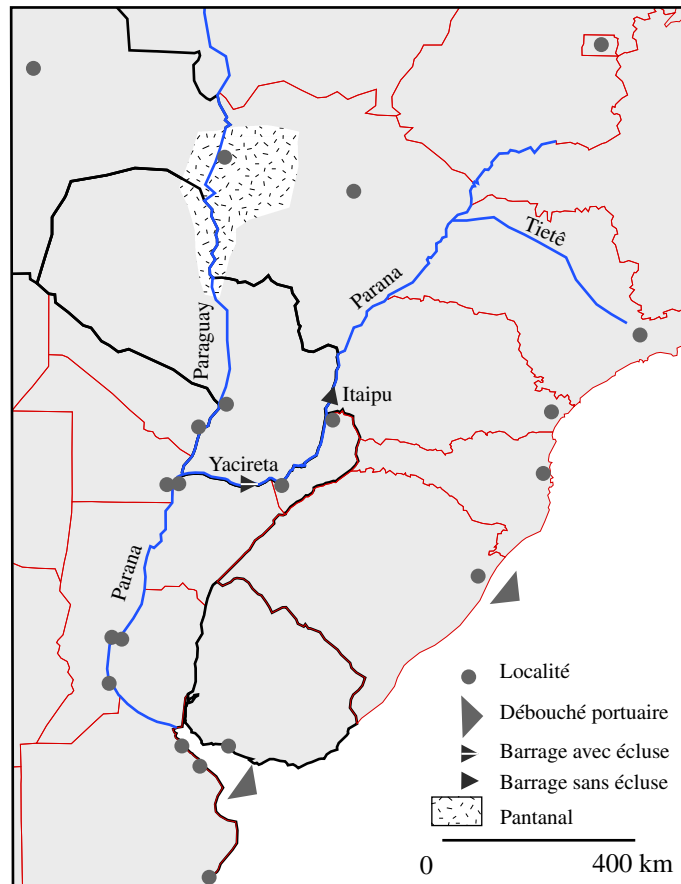 Tietê
Parana
Paraguay
Itaipu
Yacireta
Parana
Localité
Débouché portuaire
Barrage avec écluse
Barrage sans écluse
Pantanal
0 400 km